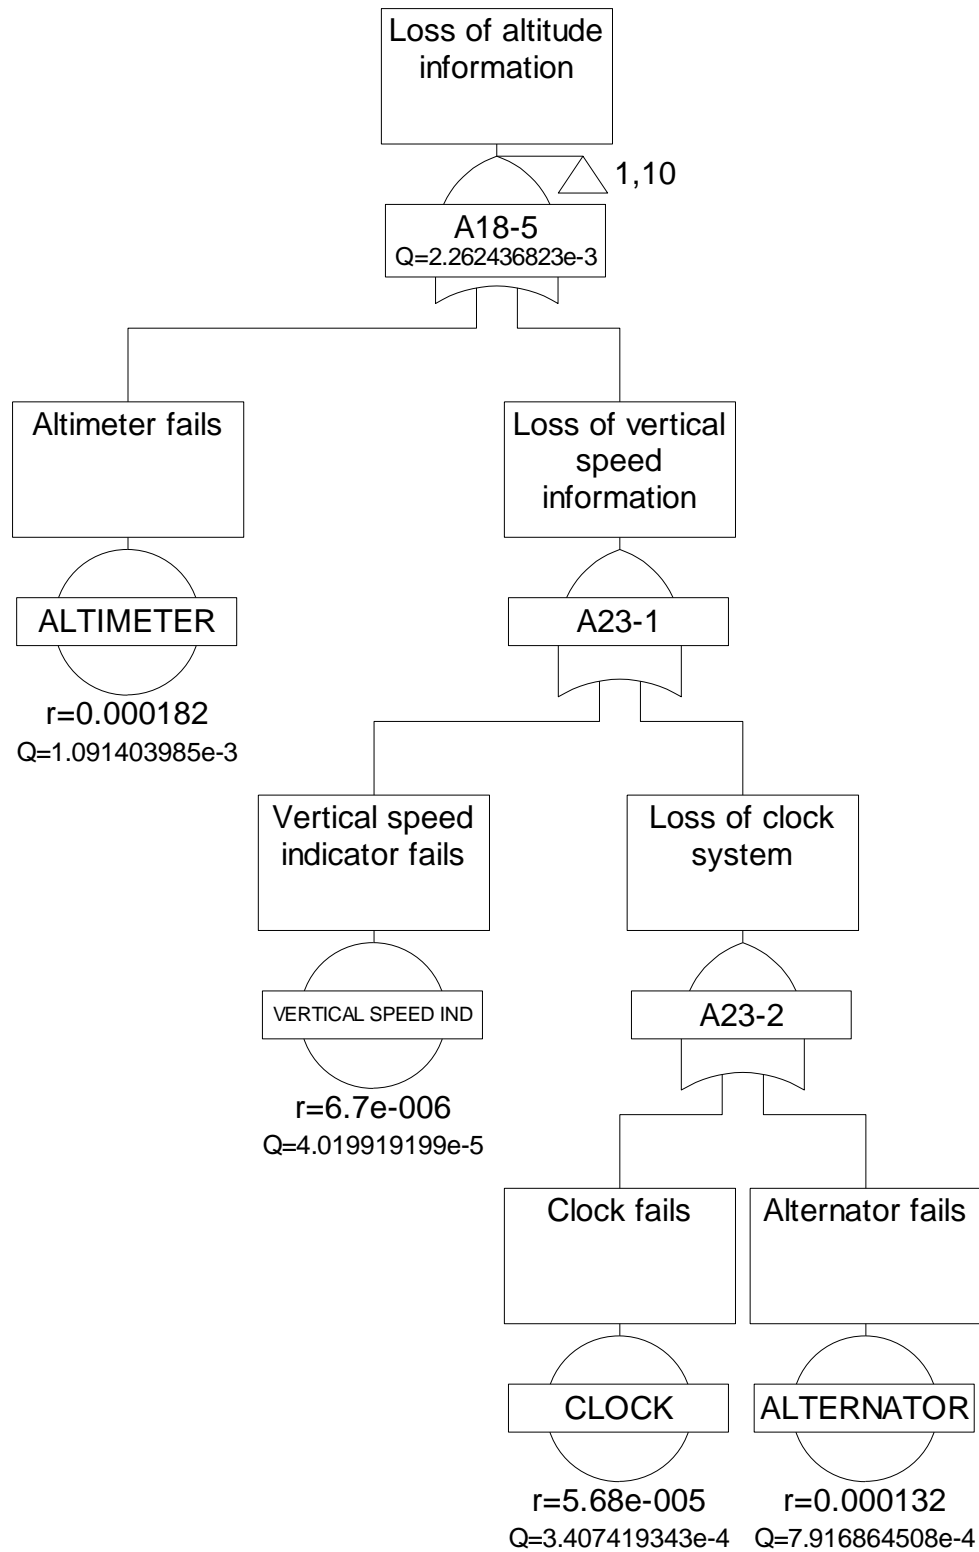 Loss of altitude
information
1,10
A18-5
Q=2.262436823e-3
Altimeter fails
Loss of vertical
speed
information
ALTIMETER
r=0.000182
Q=1.091403985e-3
A23-1
Vertical speed
indicator fails
Loss of clock
system
VERTICAL SPEED IND
r=6.7e-006
Q=4.019919199e-5
A23-2
Clock fails
Alternator fails
CLOCK
ALTERNATOR
r=5.68e-005
r=0.000132
Q=3.407419343e-4
Q=7.916864508e-4